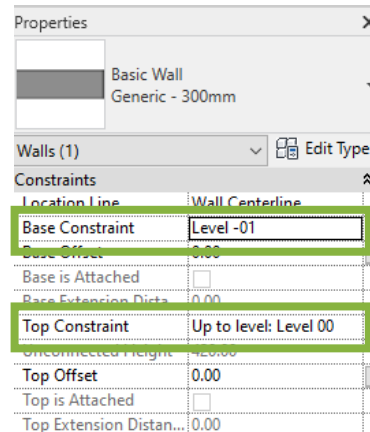 Properties
Basic Wall
Generic - 300mm
Walls (1) Edit Type
Constraints
Location Line Wall Centerline
Base Constraint Level -01
Base Offset 0.00
Base is Attached
Base Extension Dista... 0.00
Top Constraint Up to level: Level 00
Unconnected Height 420.00
Top Offset 0.00
Top is Attached
Top Extension Distan... 0.00